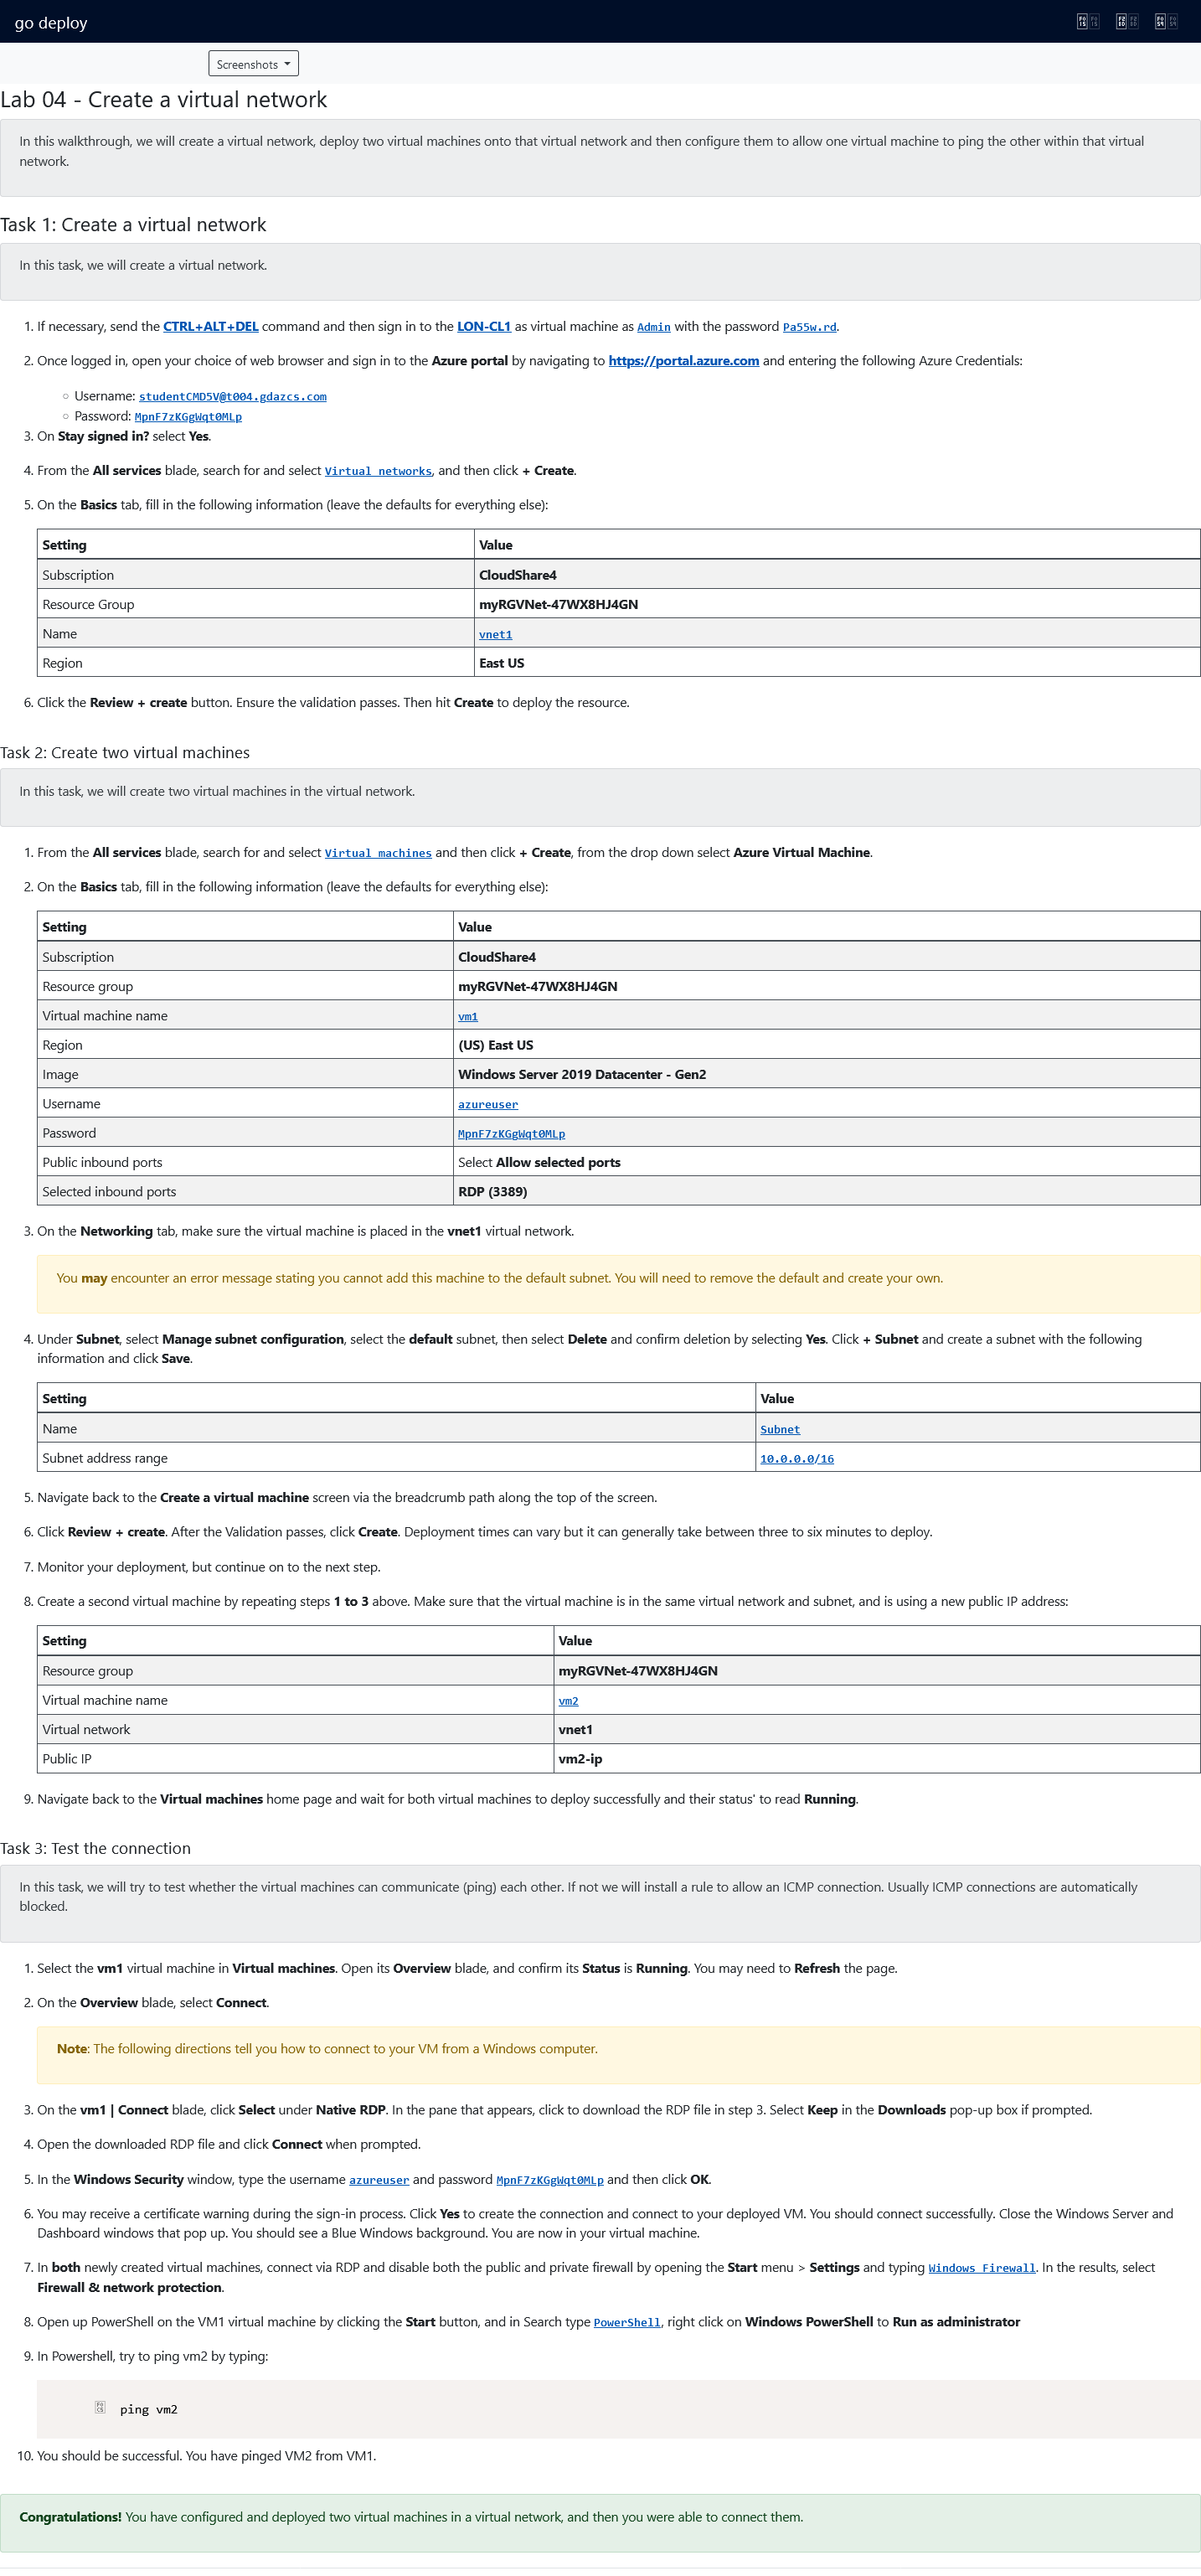 go deploy
Screenshots
Lab 04 - Create a virtual network
In this walkthrough, we will create a virtual network, deploy two virtual machines onto that virtual network and then configure them to allow one virtual machine to ping the other within that virtual
network.
Task 1: Create a virtual network
In this task, we will create a virtual network.
1. If necessary, send the CTRL+ALT+DEL command and then sign in to the LON-CL1 as virtual machine as Admin with the password Pa55w.rd.
2. Once logged in, open your choice of web browser and sign in to the Azure portal by navigating to https://portal.azure.com and entering the following Azure Credentials:
○ Username: studentCMD5V@t004.gdazcs.com
○ Password: MpnF7zKGgWqt0MLp
3. On Stay signed in? select Yes.
4. From the All services blade, search for and select Virtual networks, and then click + Create.
5. On the Basics tab, fill in the following information (leave the defaults for everything else):
Setting Value
Subscription CloudShare4
Resource Group myRGVNet-47WX8HJ4GN
Name vnet1
Region East US
6. Click the Review + create button. Ensure the validation passes. Then hit Create to deploy the resource.
Task 2: Create two virtual machines
In this task, we will create two virtual machines in the virtual network.
1. From the All services blade, search for and select Virtual machines and then click + Create, from the drop down select Azure Virtual Machine.
2. On the Basics tab, fill in the following information (leave the defaults for everything else):
Setting Value
Subscription CloudShare4
Resource group myRGVNet-47WX8HJ4GN
Virtual machine name vm1
Region (US) East US
Image Windows Server 2019 Datacenter - Gen2
Username azureuser
Password MpnF7zKGgWqt0MLp
Public inbound ports Select Allow selected ports
Selected inbound ports RDP (3389)
3. On the Networking tab, make sure the virtual machine is placed in the vnet1 virtual network.
You may encounter an error message stating you cannot add this machine to the default subnet. You will need to remove the default and create your own.
4. Under Subnet, select Manage subnet configuration, select the default subnet, then select Delete and confirm deletion by selecting Yes. Click + Subnet and create a subnet with the following
information and click Save.
Setting Value
Name Subnet
Subnet address range 10.0.0.0/16
5. Navigate back to the Create a virtual machine screen via the breadcrumb path along the top of the screen.
6. Click Review + create. After the Validation passes, click Create. Deployment times can vary but it can generally take between three to six minutes to deploy.
7. Monitor your deployment, but continue on to the next step.
8. Create a second virtual machine by repeating steps 1 to 3 above. Make sure that the virtual machine is in the same virtual network and subnet, and is using a new public IP address:
Setting Value
Resource group myRGVNet-47WX8HJ4GN
Virtual machine name vm2
Virtual network vnet1
Public IP vm2-ip
9. Navigate back to the Virtual machines home page and wait for both virtual machines to deploy successfully and their status' to read Running.
Task 3: Test the connection
In this task, we will try to test whether the virtual machines can communicate (ping) each other. If not we will install a rule to allow an ICMP connection. Usually ICMP connections are automatically
blocked.
1. Select the vm1 virtual machine in Virtual machines. Open its Overview blade, and confirm its Status is Running. You may need to Refresh the page.
2. On the Overview blade, select Connect.
Note: The following directions tell you how to connect to your VM from a Windows computer.
3. On the vm1 | Connect blade, click Select under Native RDP. In the pane that appears, click to download the RDP file in step 3. Select Keep in the Downloads pop-up box if prompted.
4. Open the downloaded RDP file and click Connect when prompted.
5. In the Windows Security window, type the username azureuser and password MpnF7zKGgWqt0MLp and then click OK.
6. You may receive a certificate warning during the sign-in process. Click Yes to create the connection and connect to your deployed VM. You should connect successfully. Close the Windows Server and
Dashboard windows that pop up. You should see a Blue Windows background. You are now in your virtual machine.
7. In both newly created virtual machines, connect via RDP and disable both the public and private firewall by opening the Start menu > Settings and typing Windows Firewall. In the results, select
Firewall & network protection.
8. Open up PowerShell on the VM1 virtual machine by clicking the Start button, and in Search type PowerShell, right click on Windows PowerShell to Run as administrator
9. In Powershell, try to ping vm2 by typing:
ping vm2
10. You should be successful. You have pinged VM2 from VM1.
Congratulations! You have configured and deployed two virtual machines in a virtual network, and then you were able to connect them.